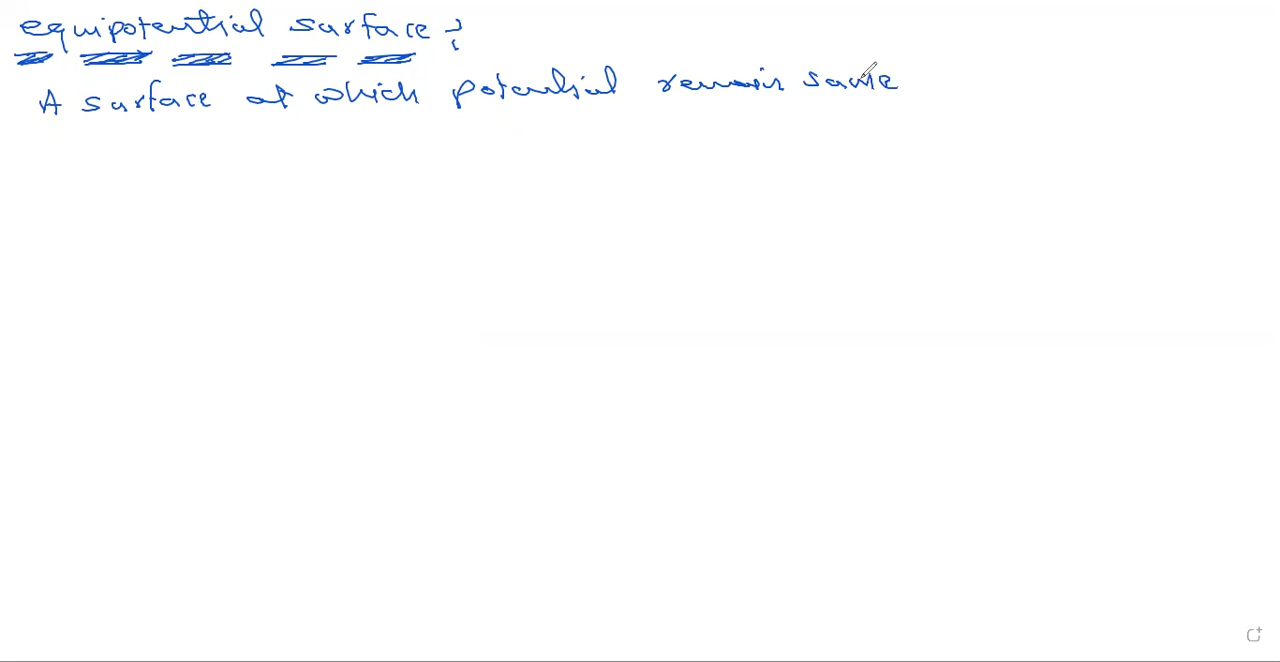 equipotential surface ?
A surface at which potential remain same